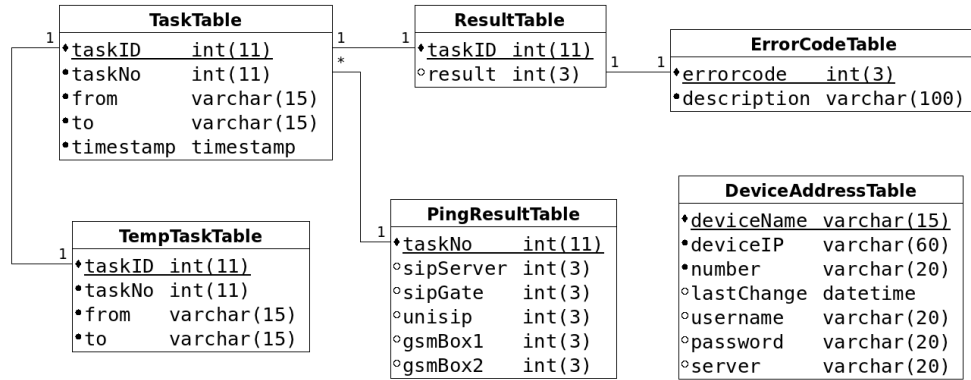 TaskTable
taskID int(11)
taskNo int(11)
from varchar(15)
to varchar(15)
timestamp timestamp
1
1
*
1
ResultTable
taskID int(11)
result int(3)
1
1
ErrorCodeTable
errorcode int(3)
description varchar(100)
1
TempTaskTable
taskID int(11)
taskNo int(11)
from varchar(15)
to varchar(15)
1
PingResultTable
taskNo int(11)
sipServer int(3)
sipGate int(3)
unisip int(3)
gsmBox1 int(3)
gsmBox2 int(3)
DeviceAddressTable
deviceName varchar(15)
deviceIP varchar(60)
number varchar(20)
lastChange datetime
username varchar(20)
password varchar(20)
server varchar(20)